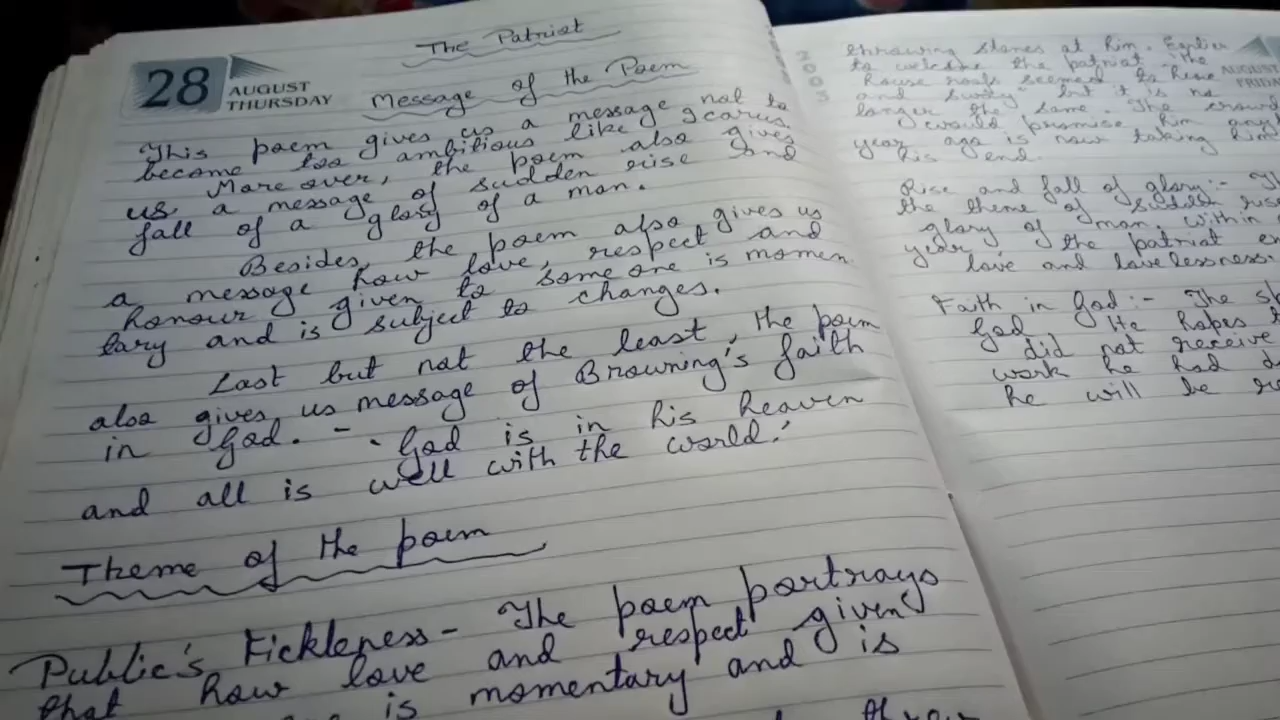 The Patriot
28
AUGUST
THURSDAY
Message of the Poem
This poem gives us a message not to
become too ambitious like Icarus.
More over, the poem also gives
us a message of sudden rise and
fall of a glory of a man.
Besides, the poem also gives us
a message how love, respect and
honour given to some one is momen
tary and is subject to changes.
Last but not the least, the poem
also gives us message of Browning's faith
in God. - . God is in his heaven
and all is well with the world.'
Theme of the poem
Public's Fickleness - The poem portrays
that how love and respect given
is momentary and is
throwing stones at him. Earlier
to welcome the patriot "the
house roofs seemed to heave
and sway" but it is no
longer the same. The crowd
would promise him
year ago is now taking him
his end.
2003
AUGUST
Rise and fall of glory:-
the theme of sudden
glory of man. Within
year of the patriot
love and lovelessness.
Faith in God:- The
God. He hopes
did not receive
work he had
he will be